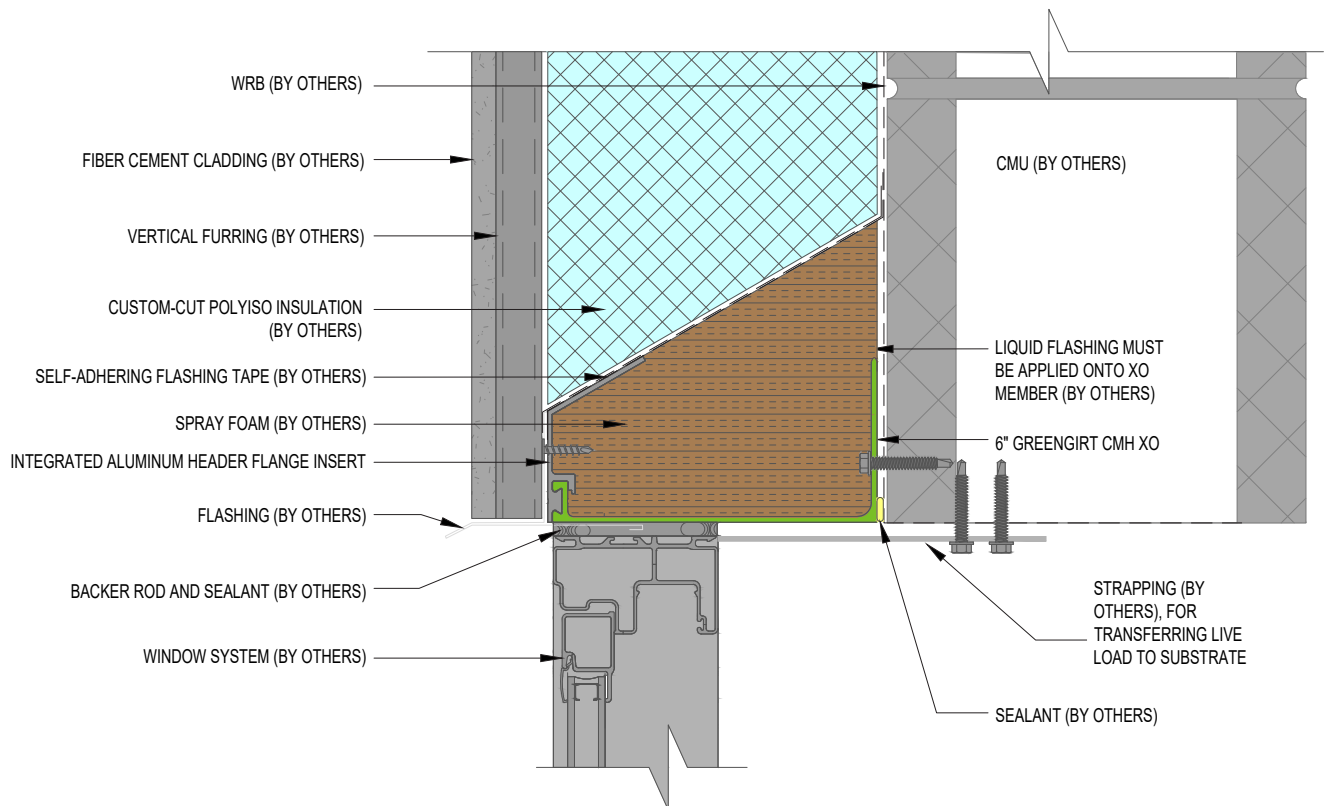 WRB (BY OTHERS)
FIBER CEMENT CLADDING (BY OTHERS)
VERTICAL FURRING (BY OTHERS)
CUSTOM-CUT POLYISO INSULATION
(BY OTHERS)
SELF-ADHERING FLASHING TAPE (BY OTHERS)
SPRAY FOAM (BY OTHERS)
INTEGRATED ALUMINUM HEADER FLANGE INSERT
FLASHING (BY OTHERS)
BACKER ROD AND SEALANT (BY OTHERS)
WINDOW SYSTEM (BY OTHERS)
CMU (BY OTHERS)
LIQUID FLASHING MUST
BE APPLIED ONTO XO
MEMBER (BY OTHERS)
6" GREENGIRT CMH XO
STRAPPING (BY
OTHERS), FOR
TRANSFERRING LIVE
LOAD TO SUBSTRATE
SEALANT (BY OTHERS)